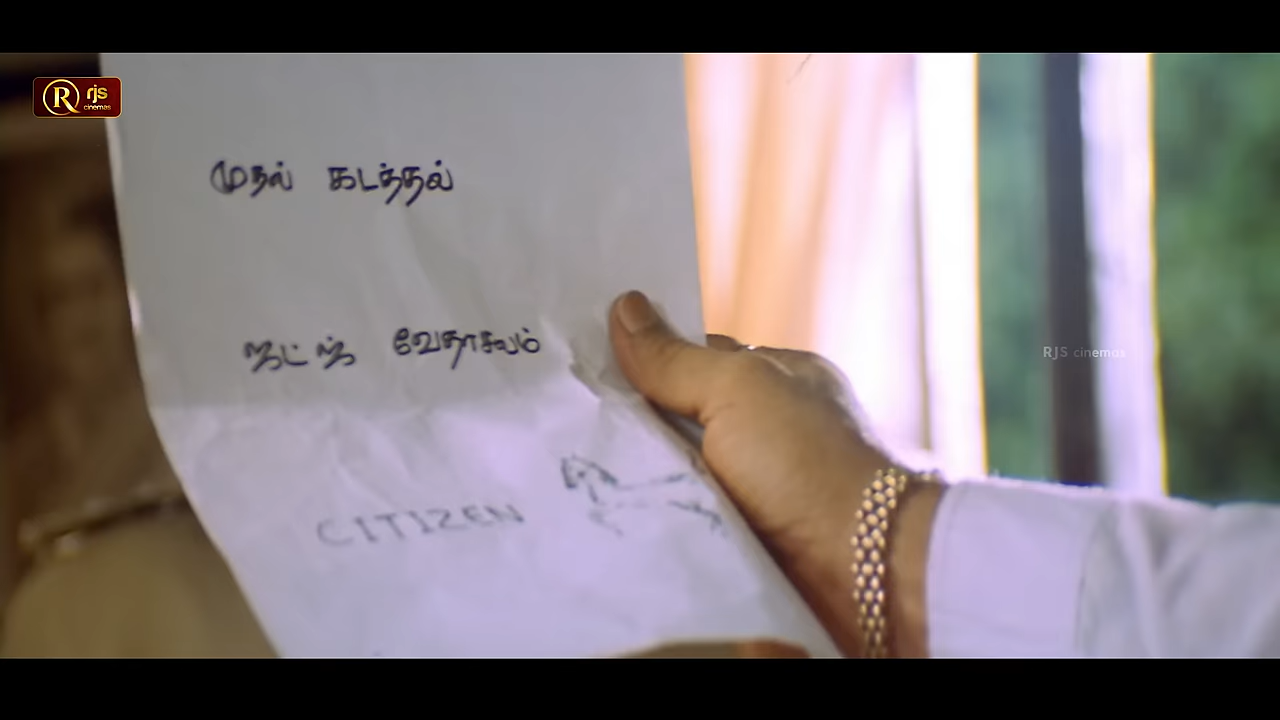 R rjs cinemas
முதல் கடத்தல்
ஜட்ஜ் வேதாசலம்
CITIZEN
RJS cinemas